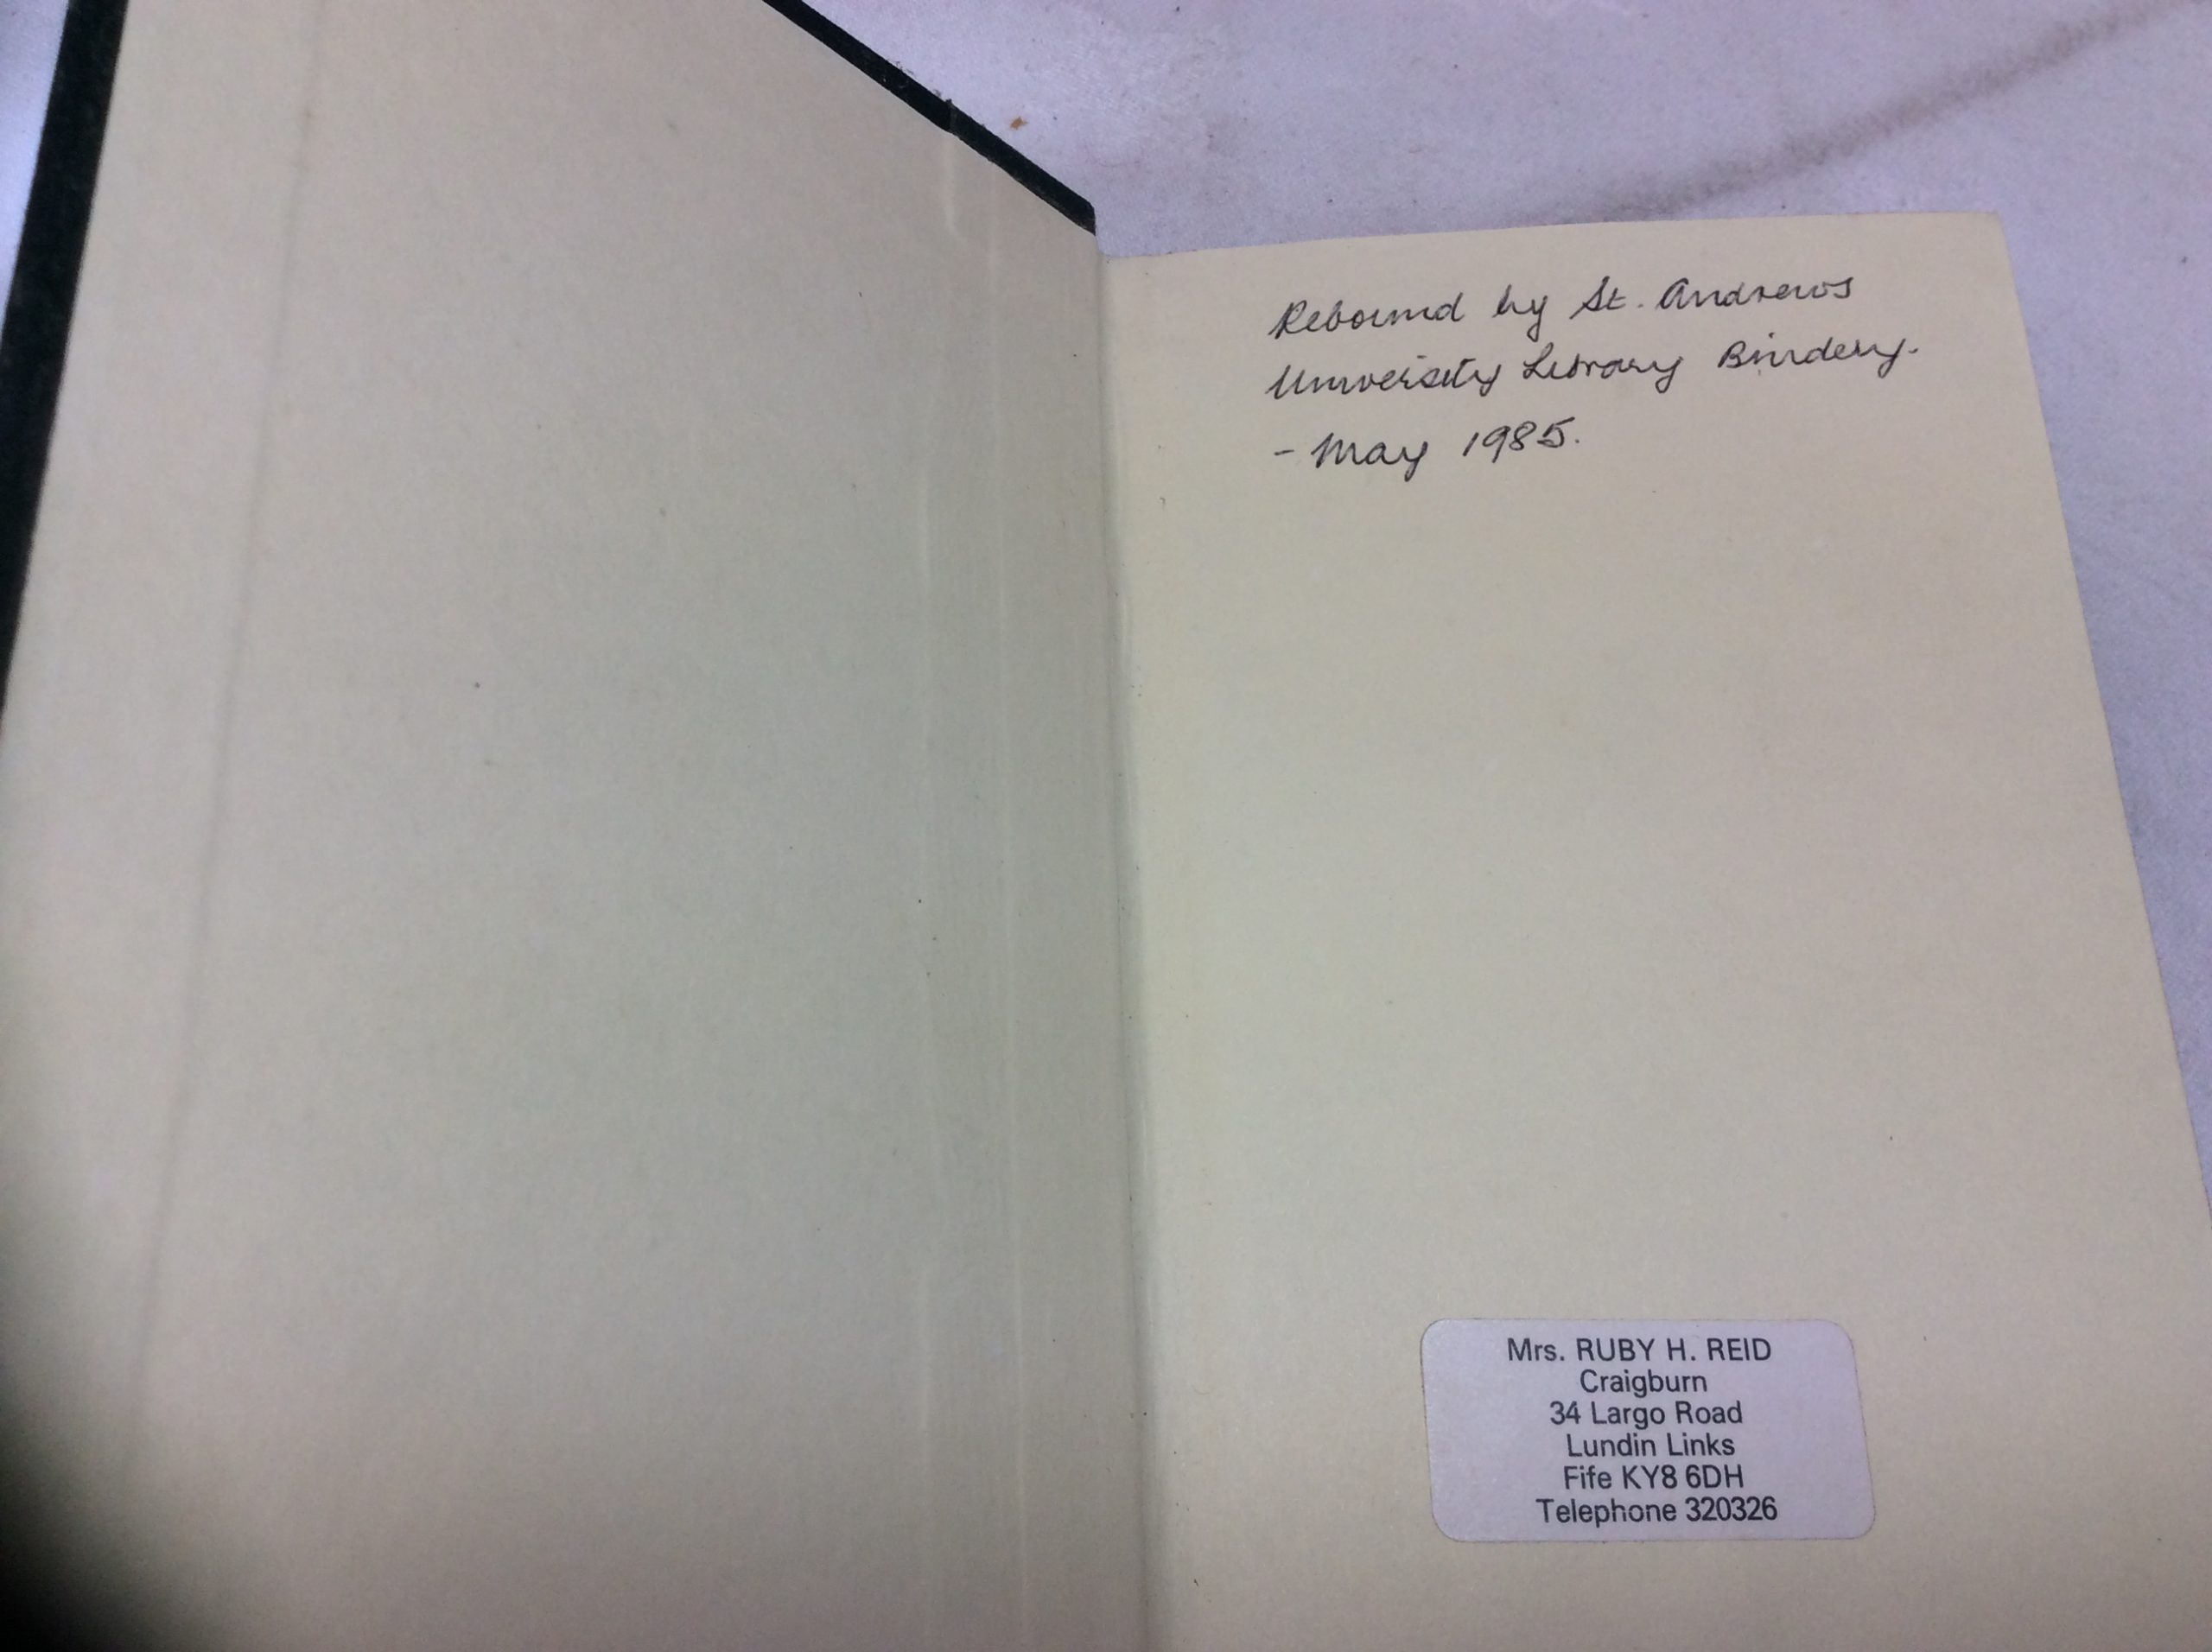 Rebound by St. Andrews
University Library Bindery.
- May 1985.
Mrs. RUBY H. REID
Craigburn
34 Largo Road
Lundin Links
Fife KY8 6DH
Telephone 320326